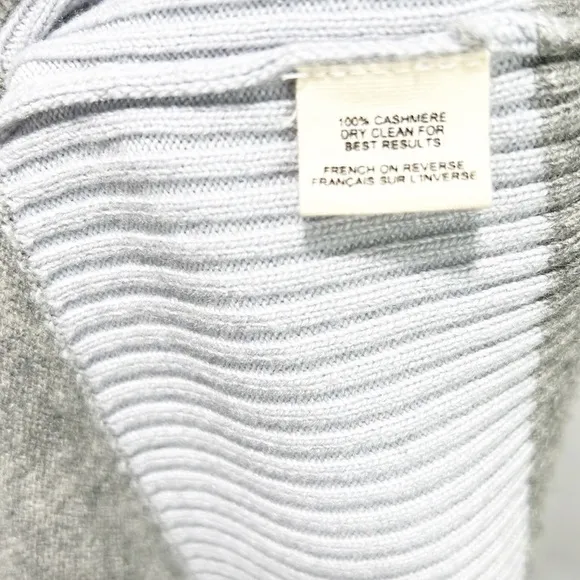 100% CASHMERE
DRY CLEAN FOR
BEST RESULTS
FRENCH ON REVERSE
FRANÇAIS SUR L'INVERSE